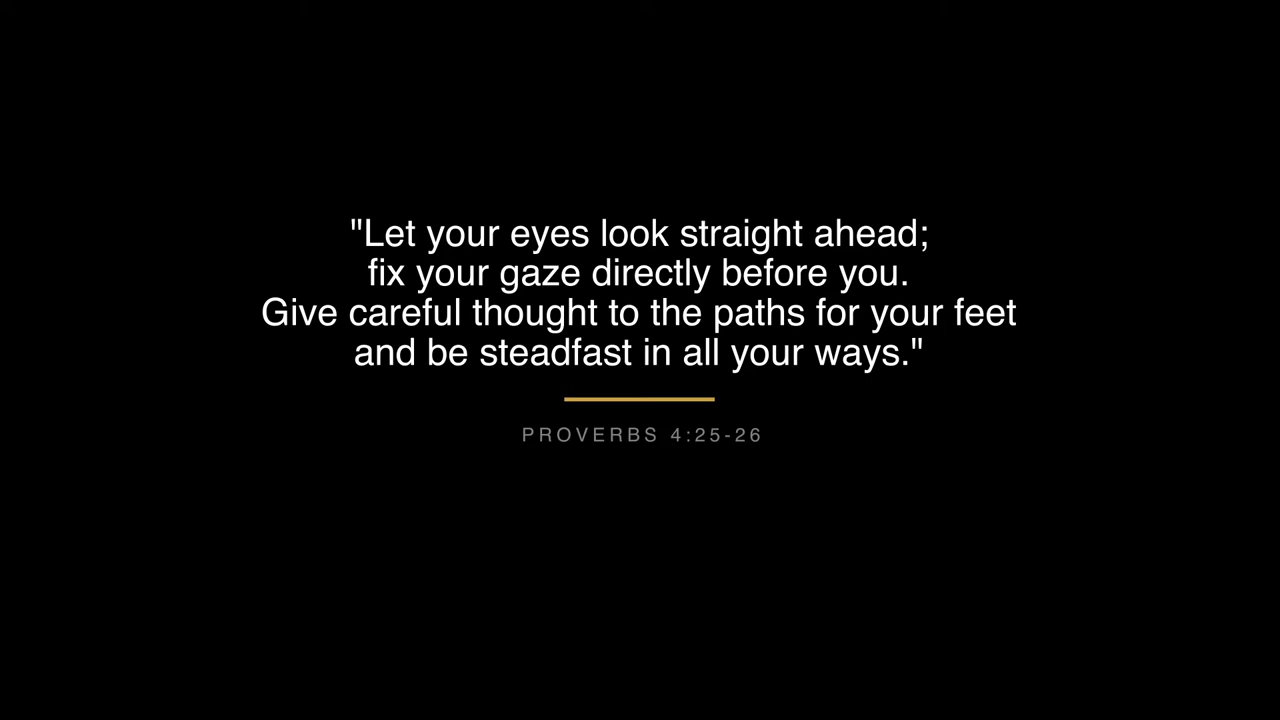 "Let your eyes look straight ahead;
fix your gaze directly before you.
Give careful thought to the paths for your feet
and be steadfast in all your ways."
PROVERBS 4:25-26